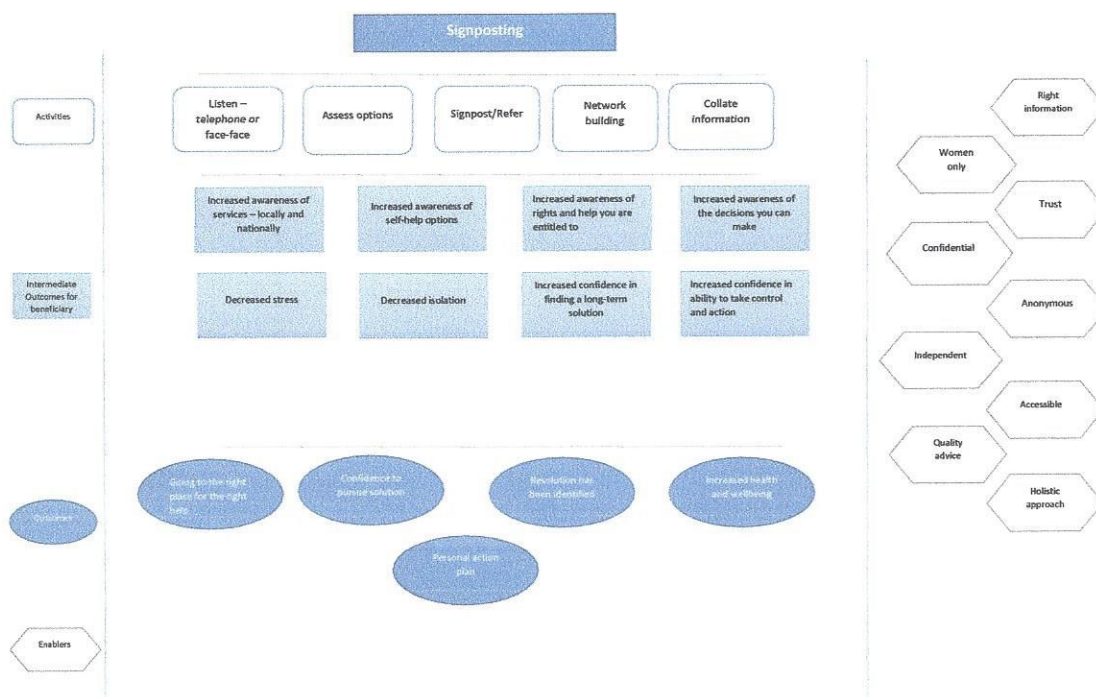 Signposting
Activities
Listen –
telephone or
face-face
Assess options
Signpost/Refer
Network
building
Collate
information
Intermediate
Outcomes for
beneficiary
Increased awareness of
services – locally and
nationally
Increased awareness of
self-help options
Increased awareness of
rights and help you are
entitled to
Increased awareness of
the decisions you can
make
Decreased stress
Decreased isolation
Increased confidence in
finding a long-term
solution
Increased confidence in
ability to take control
and action
Outcomes
Going to the right
place for the right
help
Confidence to
pursue solution
Revolution has
been identified
Increased health
and wellbeing
Personal action
plan
Enablers
Right
information
Women
only
Trust
Confidential
Anonymous
Independent
Accessible
Quality
advice
Holistic
approach